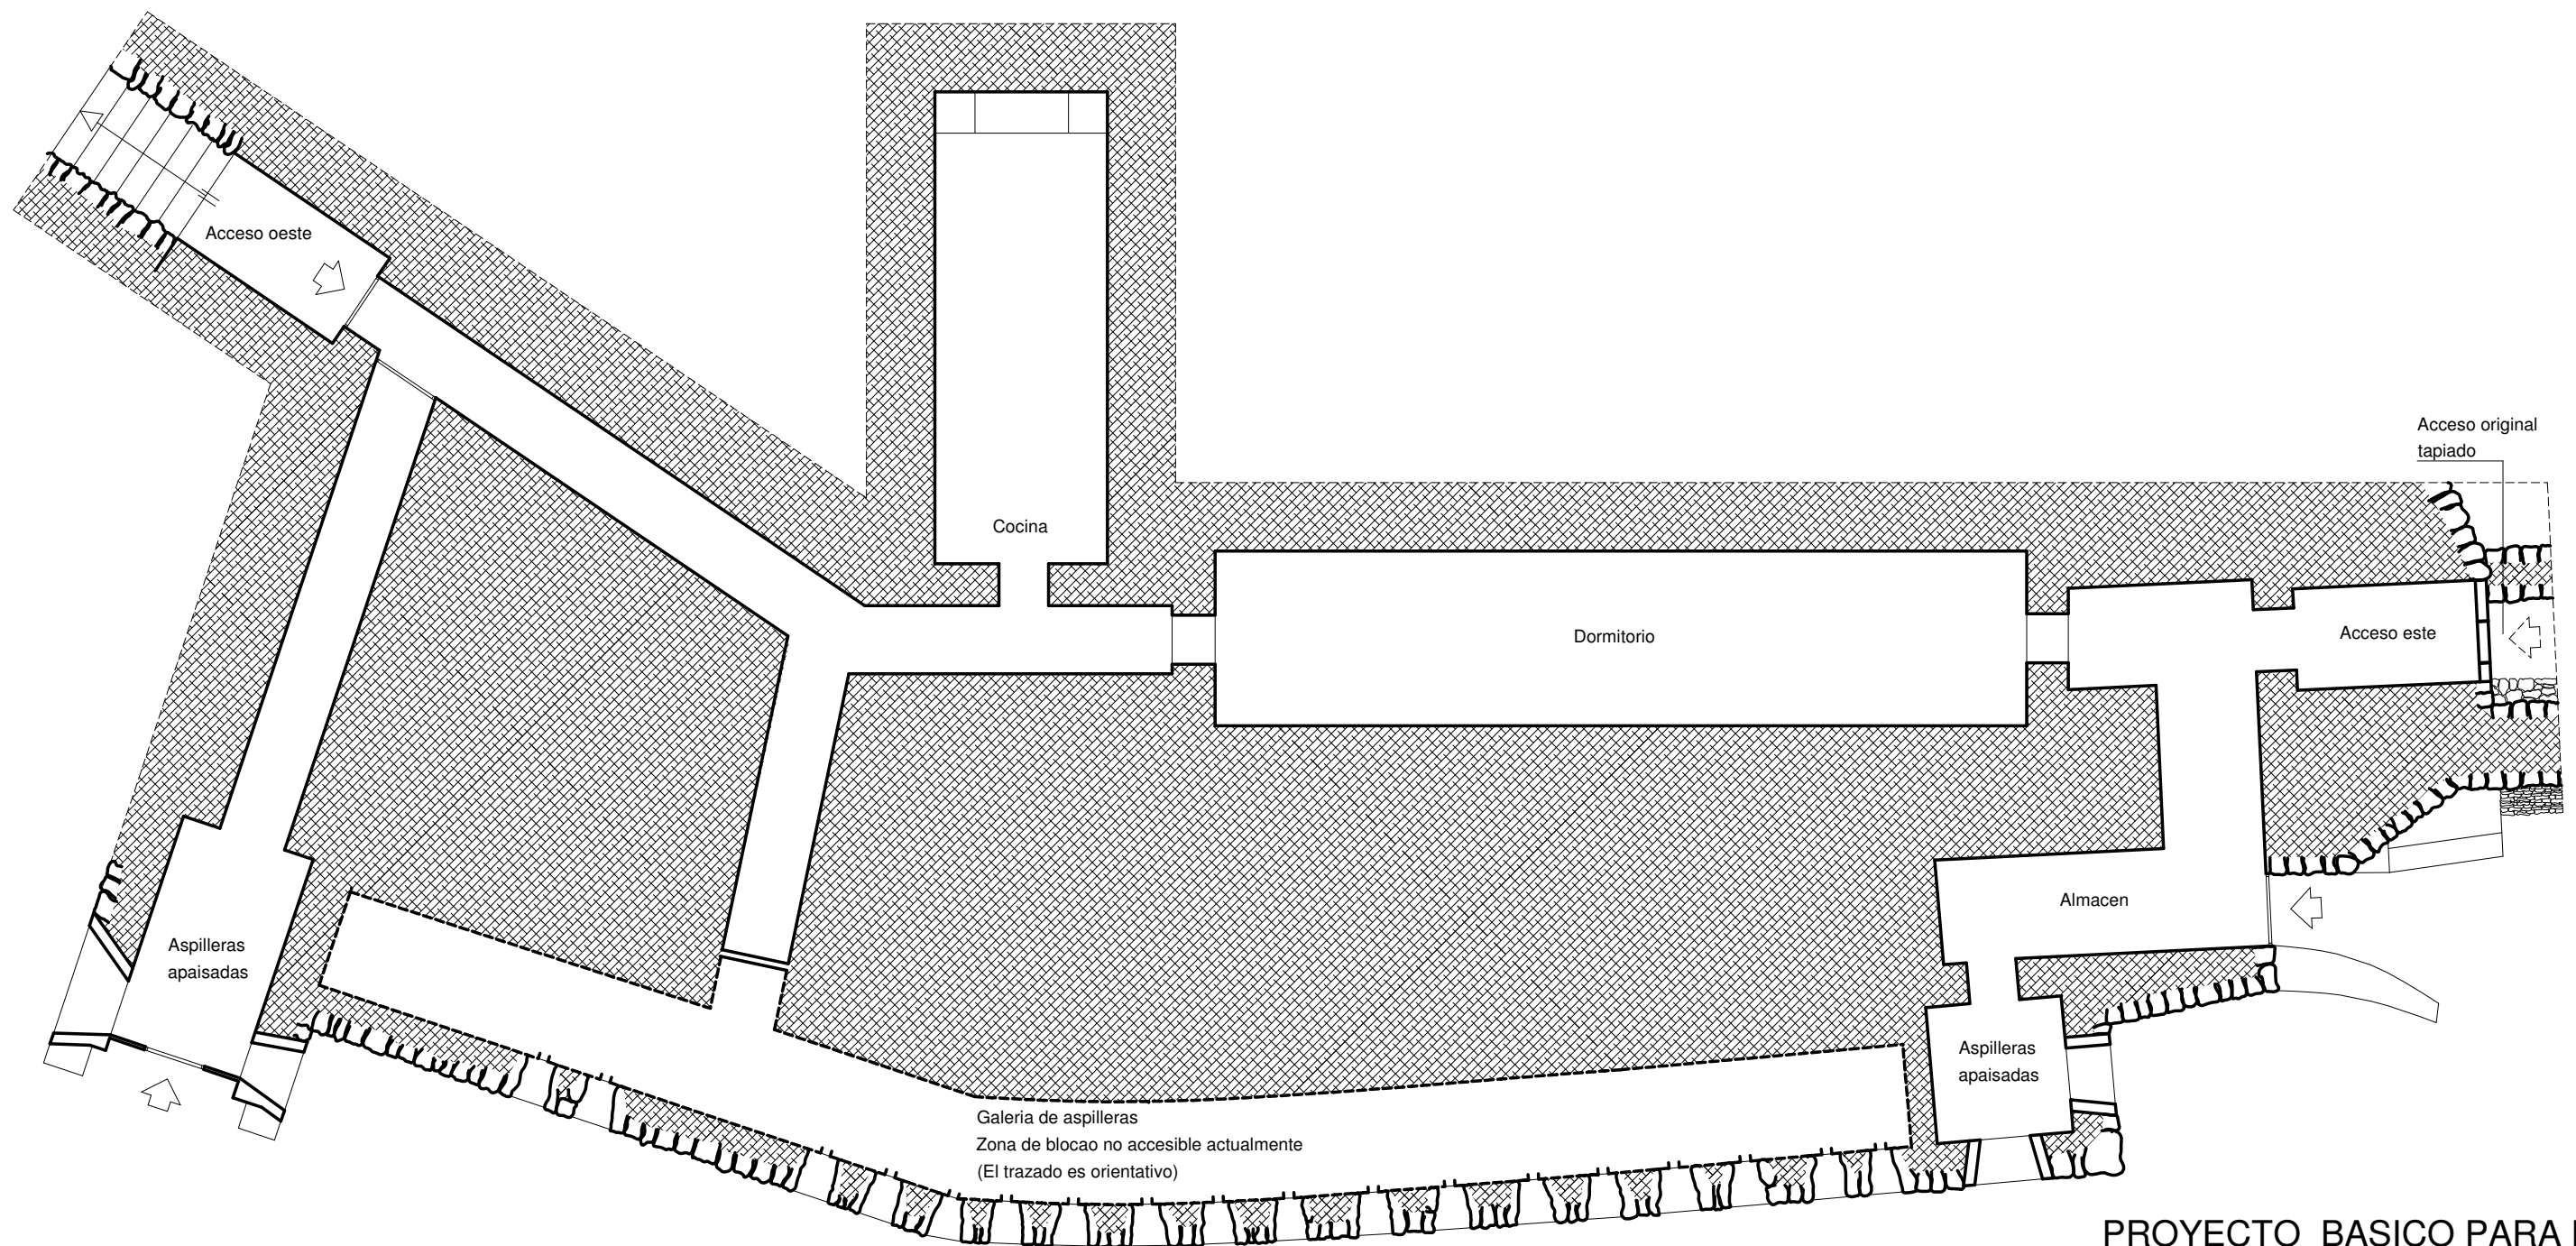 Acceso oeste
Acceso original
tapiado
Cocina
Dormitorio
Acceso este
Almacen
Aspilleras
apaisadas
Aspilleras
apaisadas
Galeria de aspilleras
Zona de blocao no accesible actualmente
(El trazado es orientativo)
PROYECTO BASICO PARA